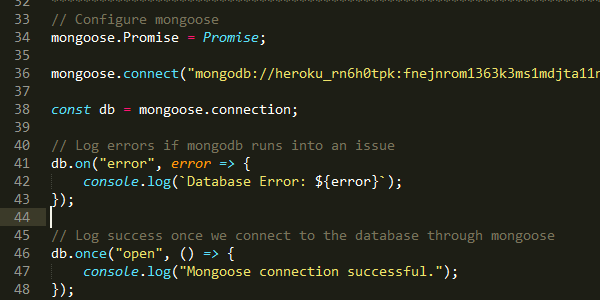 32
33 // Configure mongoose
34 mongoose.Promise = Promise;
35
36 mongoose.connect("mongodb://heroku_rn6h0tpk:fnejnrom1363k3ms1mdjta11r
37
38 const db = mongoose.connection;
39
40 // Log errors if mongodb runs into an issue
41 db.on("error", error => {
42 console.log(`Database Error: ${error}`);
43 });
44
45 // Log success once we connect to the database through mongoose
46 db.once("open", () => {
47 console.log("Mongoose connection successful.");
48 });